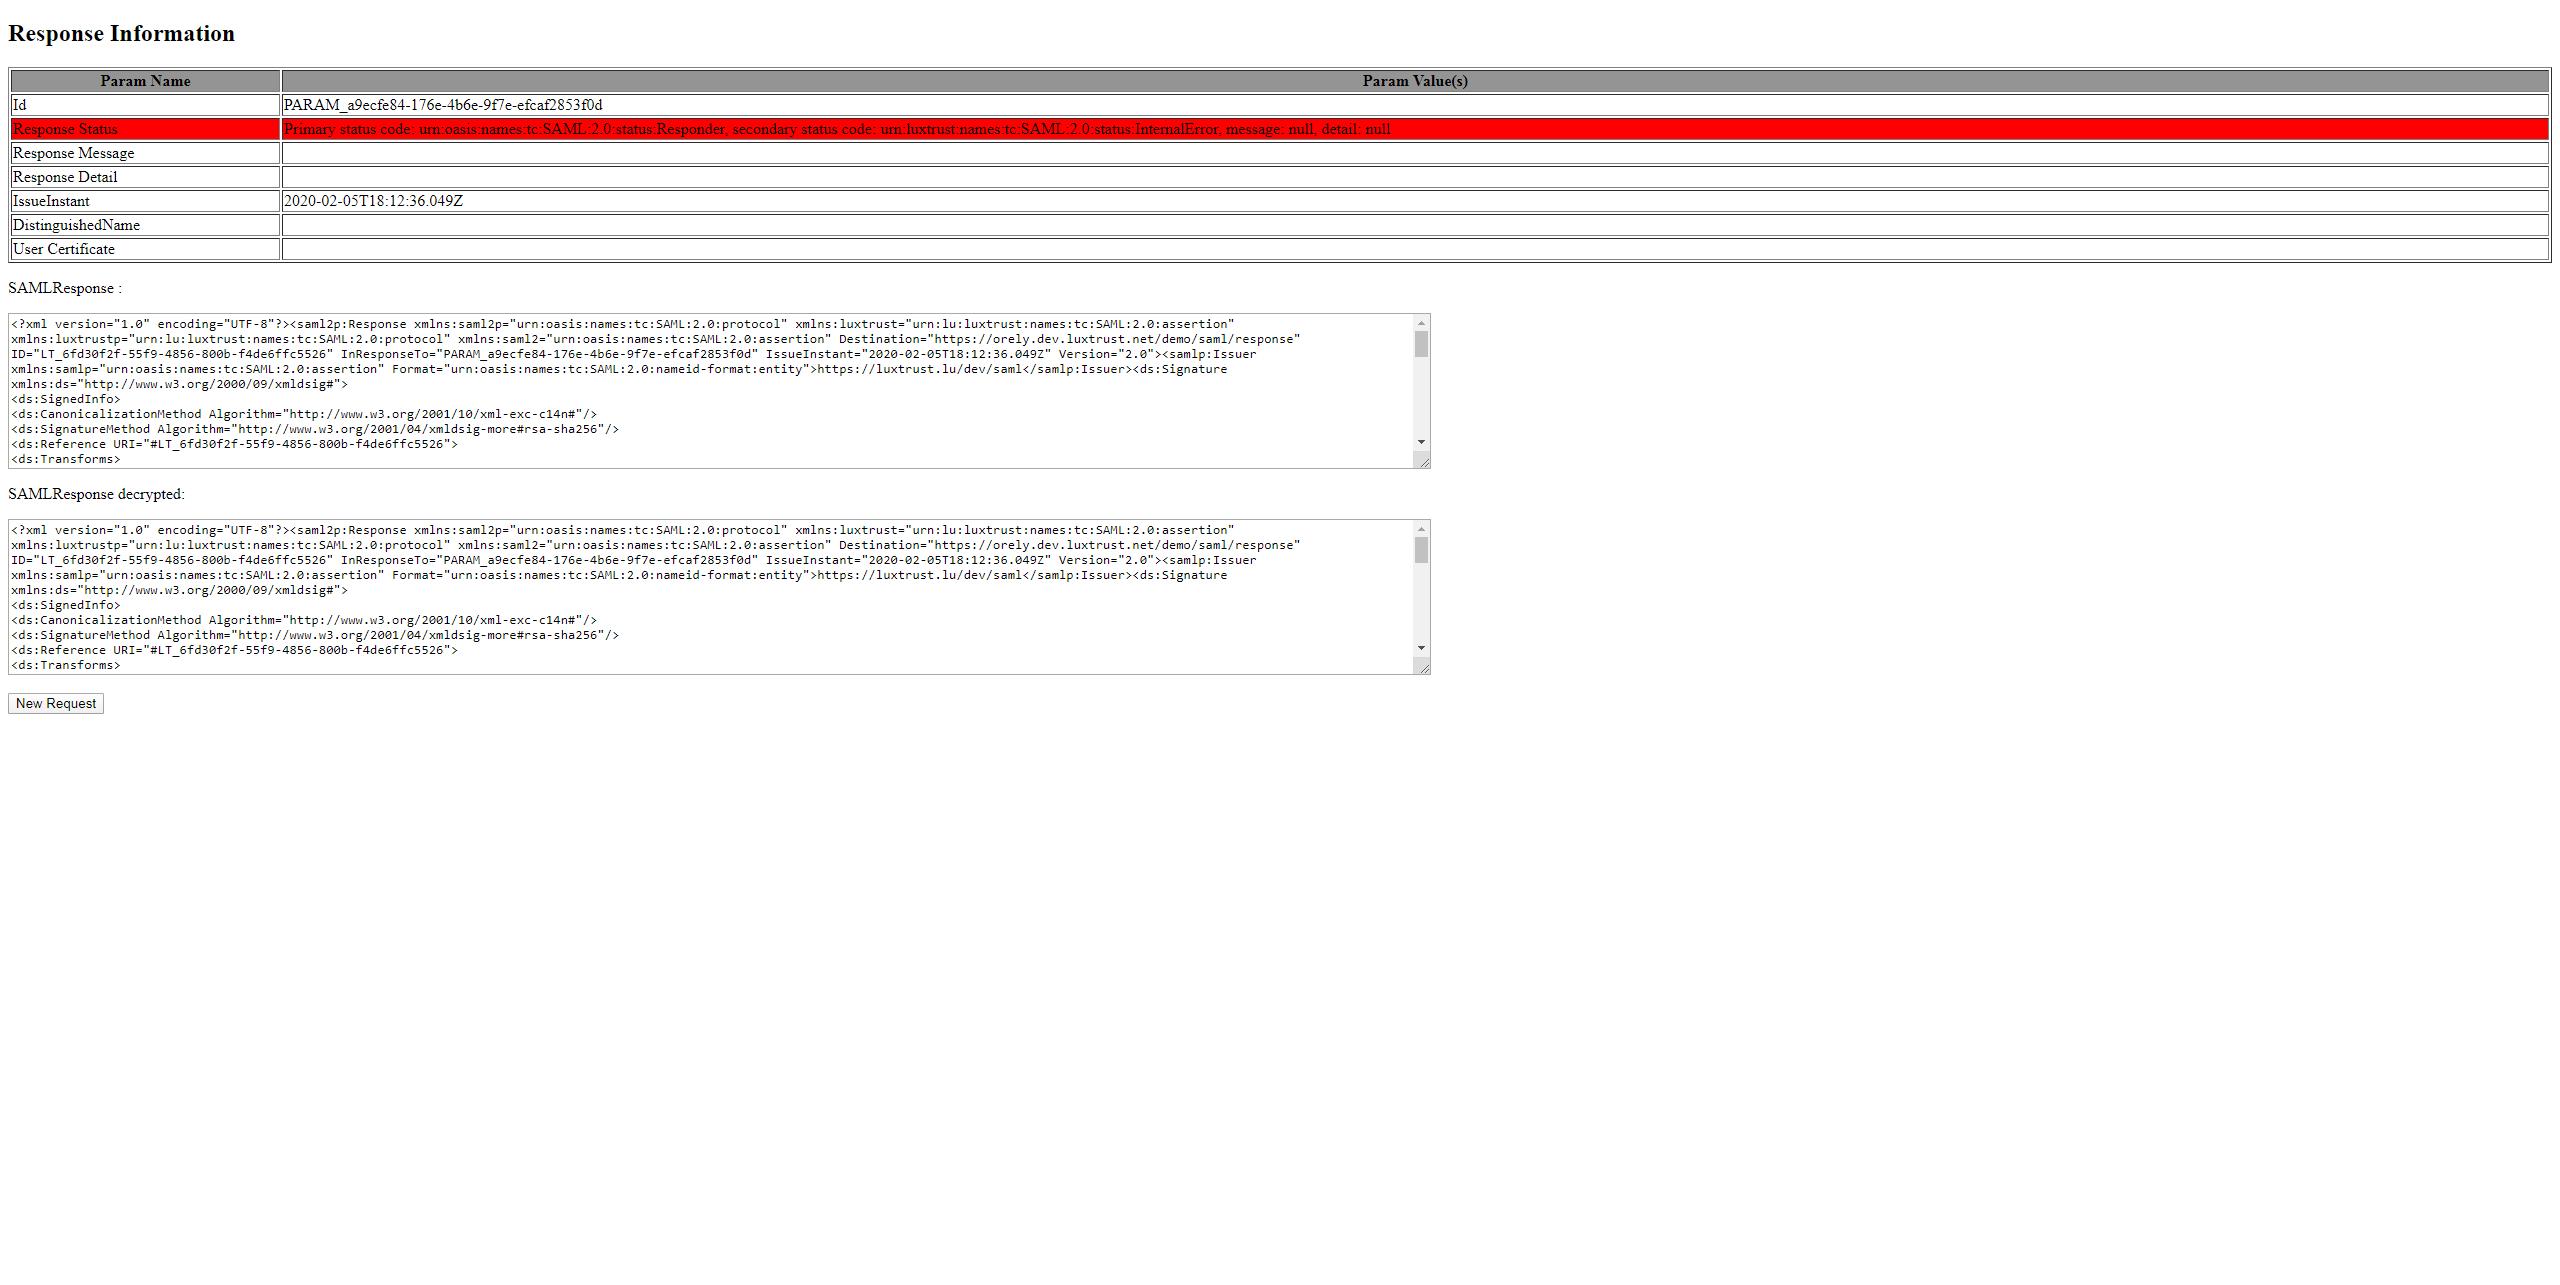 Response Information
Param Name Param Value(s)
Id PARAM_a9ecfe84-176e-4b6e-9f7e-efcaf2853f0d
Response Status Primary status code: urn:oasis:names:tc:SAML:2.0:status:Responder, secondary status code: urn:luxtrust:names:tc:SAML:2.0:status:InternalError, message: null, detail: null
Response Message
Response Detail
IssueInstant 2020-02-05T18:12:36.049Z
DistinguishedName
User Certificate
SAMLResponse :
<?xml version="1.0" encoding="UTF-8"?><saml2p:Response xmlns:saml2p="urn:oasis:names:tc:SAML:2.0:protocol" xmlns:luxtrust="urn:lu:luxtrust:names:tc:SAML:2.0:assertion"
xmlns:luxtrustp="urn:lu:luxtrust:names:tc:SAML:2.0:protocol" xmlns:saml2="urn:oasis:names:tc:SAML:2.0:assertion" Destination="https://orely.dev.luxtrust.net/demo/saml/response"
ID="LT_6fd30f2f-55f9-4856-800b-f4de6ffc5526" InResponseTo="PARAM_a9ecfe84-176e-4b6e-9f7e-efcaf2853f0d" IssueInstant="2020-02-05T18:12:36.049Z" Version="2.0"><samlp:Issuer
xmlns:samlp="urn:oasis:names:tc:SAML:2.0:assertion" Format="urn:oasis:names:tc:SAML:2.0:nameid-format:entity">https://luxtrust.lu/dev/saml</samlp:Issuer><ds:Signature
xmlns:ds="http://www.w3.org/2000/09/xmldsig#">
<ds:SignedInfo>
<ds:CanonicalizationMethod Algorithm="http://www.w3.org/2001/10/xml-exc-c14n#"/>
<ds:SignatureMethod Algorithm="http://www.w3.org/2001/04/xmldsig-more#rsa-sha256"/>
<ds:Reference URI="#LT_6fd30f2f-55f9-4856-800b-f4de6ffc5526">
<ds:Transforms>
SAMLResponse decrypted:
<?xml version="1.0" encoding="UTF-8"?><saml2p:Response xmlns:saml2p="urn:oasis:names:tc:SAML:2.0:protocol" xmlns:luxtrust="urn:lu:luxtrust:names:tc:SAML:2.0:assertion"
xmlns:luxtrustp="urn:lu:luxtrust:names:tc:SAML:2.0:protocol" xmlns:saml2="urn:oasis:names:tc:SAML:2.0:assertion" Destination="https://orely.dev.luxtrust.net/demo/saml/response"
ID="LT_6fd30f2f-55f9-4856-800b-f4de6ffc5526" InResponseTo="PARAM_a9ecfe84-176e-4b6e-9f7e-efcaf2853f0d" IssueInstant="2020-02-05T18:12:36.049Z" Version="2.0"><samlp:Issuer
xmlns:samlp="urn:oasis:names:tc:SAML:2.0:assertion" Format="urn:oasis:names:tc:SAML:2.0:nameid-format:entity">https://luxtrust.lu/dev/saml</samlp:Issuer><ds:Signature
xmlns:ds="http://www.w3.org/2000/09/xmldsig#">
<ds:SignedInfo>
<ds:CanonicalizationMethod Algorithm="http://www.w3.org/2001/10/xml-exc-c14n#"/>
<ds:SignatureMethod Algorithm="http://www.w3.org/2001/04/xmldsig-more#rsa-sha256"/>
<ds:Reference URI="#LT_6fd30f2f-55f9-4856-800b-f4de6ffc5526">
<ds:Transforms>
New Request